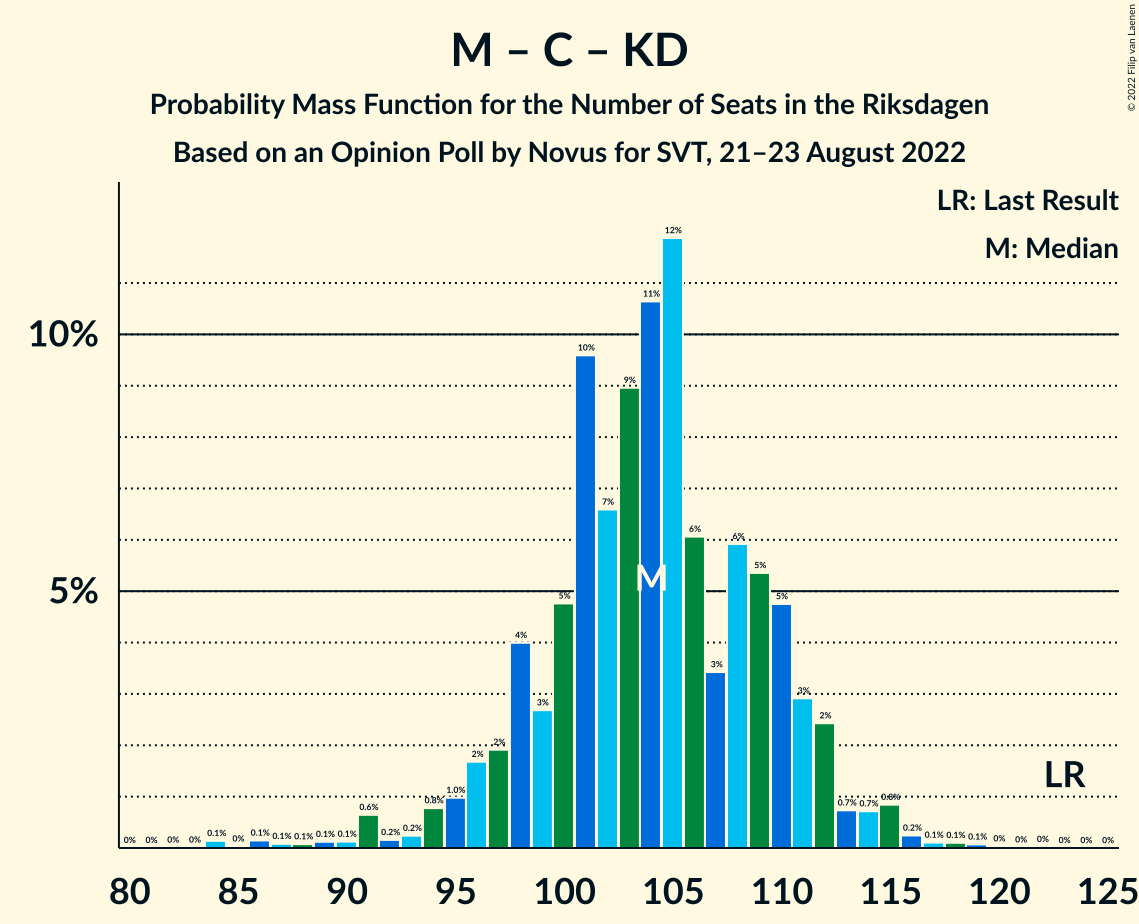 M – C – KD
Probability Mass Function for the Number of Seats in the Riksdagen
Based on an Opinion Poll by Novus for SVT, 21–23 August 2022
© 2022 Filip van Laenen
LR: Last Result
M: Median
10%
5%
0% 0% 0% 0% 0.1% 0% 0.1% 0.1% 0.1% 0.1% 0.1% 0.6% 0.2% 0.2% 0.8% 1.0% 2% 2% 4% 3% 5% 10% 7% 9% 11% 12% 6% 3% 6% 5% 5% 3% 2% 0.7% 0.7% 0.8% 0.2% 0.1% 0.1% 0.1% 0% 0% 0% 0% 0% 0%
M
LR
80 85 90 95 100 105 110 115 120 125